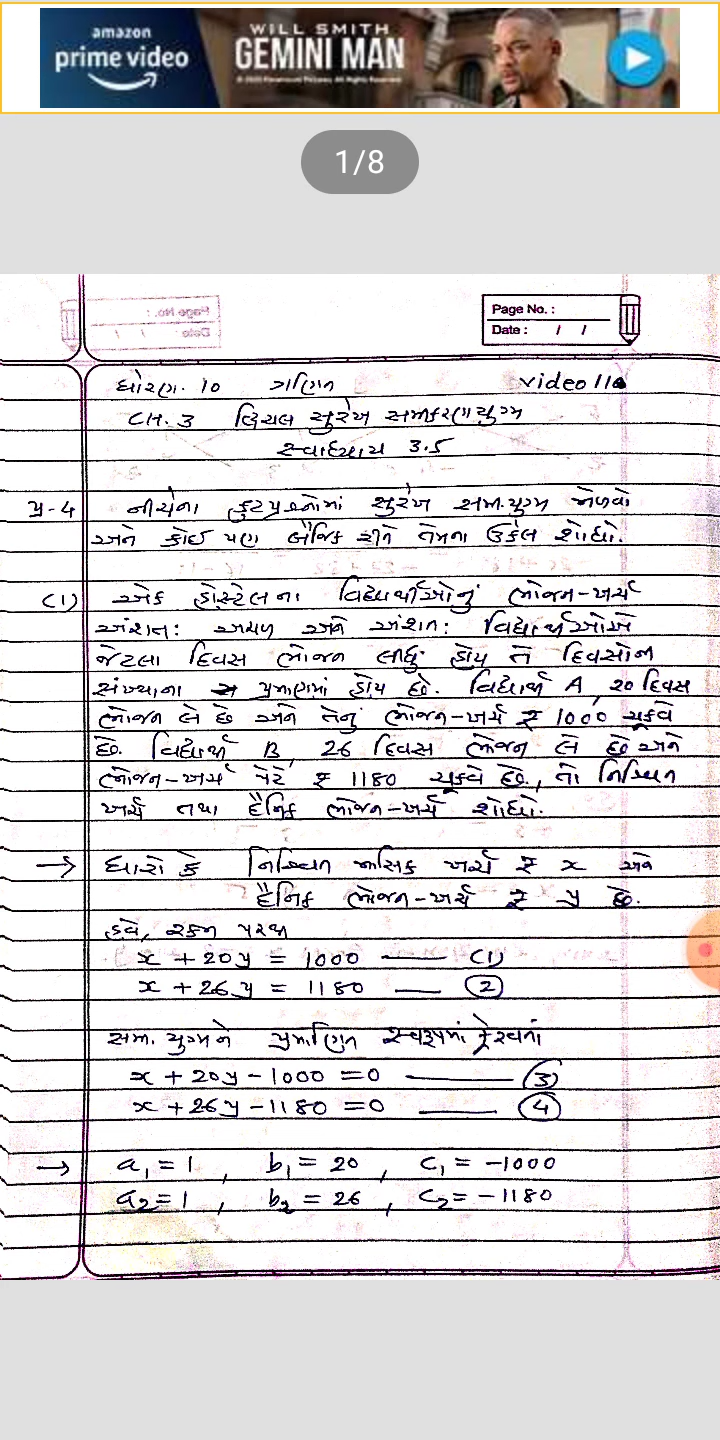 amazon
prime video
WILL SMITH
GEMINI MAN
1/8
Page No. :
Date : / /
ધોરણ. 10 ગણિત video 110
CH. 3 દ્વિચલ સુરેખ સમીકરણયુગ્મ
સ્વાધ્યાય 3.5
પ્ર-4 નીચેના કુટપ્રશ્નોમાં સુરેખ સમ.યુગ્મ મેળવો
અને કોઈ પણ બૈજિક રીતે તેમના ઉકેલ શોધો.
(1) એક હોસ્ટેલના વિદ્યાર્થીઓનું ભોજન-ખર્ચ
અંશત: અચળ અને અંશત: વિદ્યાર્થીઓએ
જેટલા દિવસ ભોજન લીધું હોય તે દિવસોની
સંખ્યાના પ્રમાણમાં હોય છે. વિદ્યાર્થી A, 20 દિવસ
ભોજન લે છે અને તેનું ભોજન-ખર્ચ ₹ 1000 ચૂકવે
છે. વિદ્યાર્થી B, 26 દિવસ ભોજન લે છે અને
ભોજન-ખર્ચ પેટે ₹ 1180 ચૂકવે છે, તો નિશ્ચિત
ખર્ચ તથા દૈનિક ભોજન-ખર્ચ શોધો.
→ ધારો કે નિશ્ચિત માસિક ખર્ચ ₹ x અને
દૈનિક ભોજન-ખર્ચ ₹ y છે.
હવે, રકમ પરથી
x + 20y = 1000 —— (1)
x + 26y = 1180 —— (2)
સમ. યુગ્મને પ્રમાણિત સ્વરૂપમાં ફેરવતાં
x + 20y - 1000 = 0 —— (3)
x + 26y - 1180 = 0 —— (4)
→ a₁ = 1 , b₁ = 20 , c₁ = -1000
a₂ = 1 , b₂ = 26 , c₂ = -1180